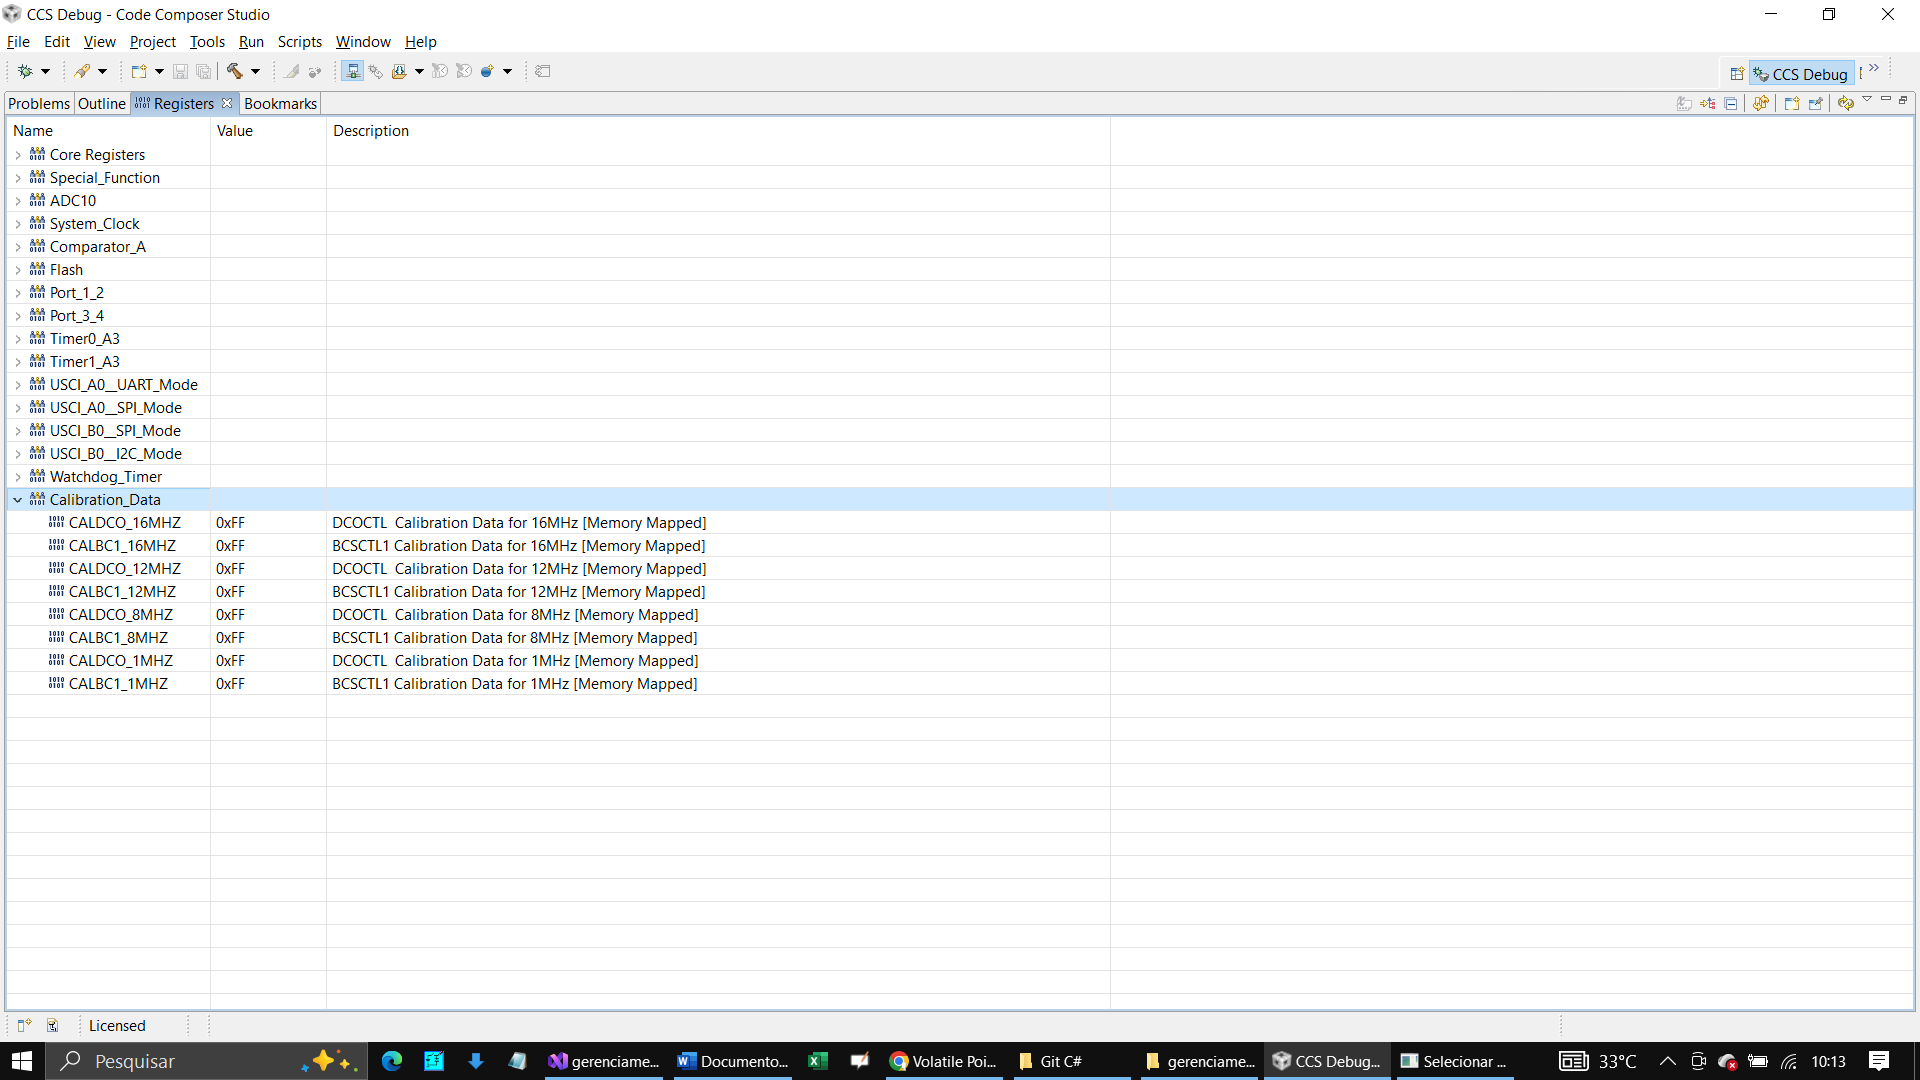 CCS Debug - Code Composer Studio
File Edit View Project Tools Run Scripts Window Help
CCS Debug
Problems Outline Registers Bookmarks
Name Value Description
Core Registers
Special_Function
ADC10
System_Clock
Comparator_A
Flash
Port_1_2
Port_3_4
Timer0_A3
Timer1_A3
USCI_A0__UART_Mode
USCI_A0__SPI_Mode
USCI_B0__SPI_Mode
USCI_B0__I2C_Mode
Watchdog_Timer
Calibration_Data
CALDCO_16MHZ 0xFF DCOCTL  Calibration Data for 16MHz [Memory Mapped]
CALBC1_16MHZ 0xFF BCSCTL1 Calibration Data for 16MHz [Memory Mapped]
CALDCO_12MHZ 0xFF DCOCTL  Calibration Data for 12MHz [Memory Mapped]
CALBC1_12MHZ 0xFF BCSCTL1 Calibration Data for 12MHz [Memory Mapped]
CALDCO_8MHZ 0xFF DCOCTL  Calibration Data for 8MHz [Memory Mapped]
CALBC1_8MHZ 0xFF BCSCTL1 Calibration Data for 8MHz [Memory Mapped]
CALDCO_1MHZ 0xFF DCOCTL  Calibration Data for 1MHz [Memory Mapped]
CALBC1_1MHZ 0xFF BCSCTL1 Calibration Data for 1MHz [Memory Mapped]
Licensed
Pesquisar gerenciame... Documento... Volatile Poi... Git C# gerenciame... CCS Debug... Selecionar ... 33°C 10:13